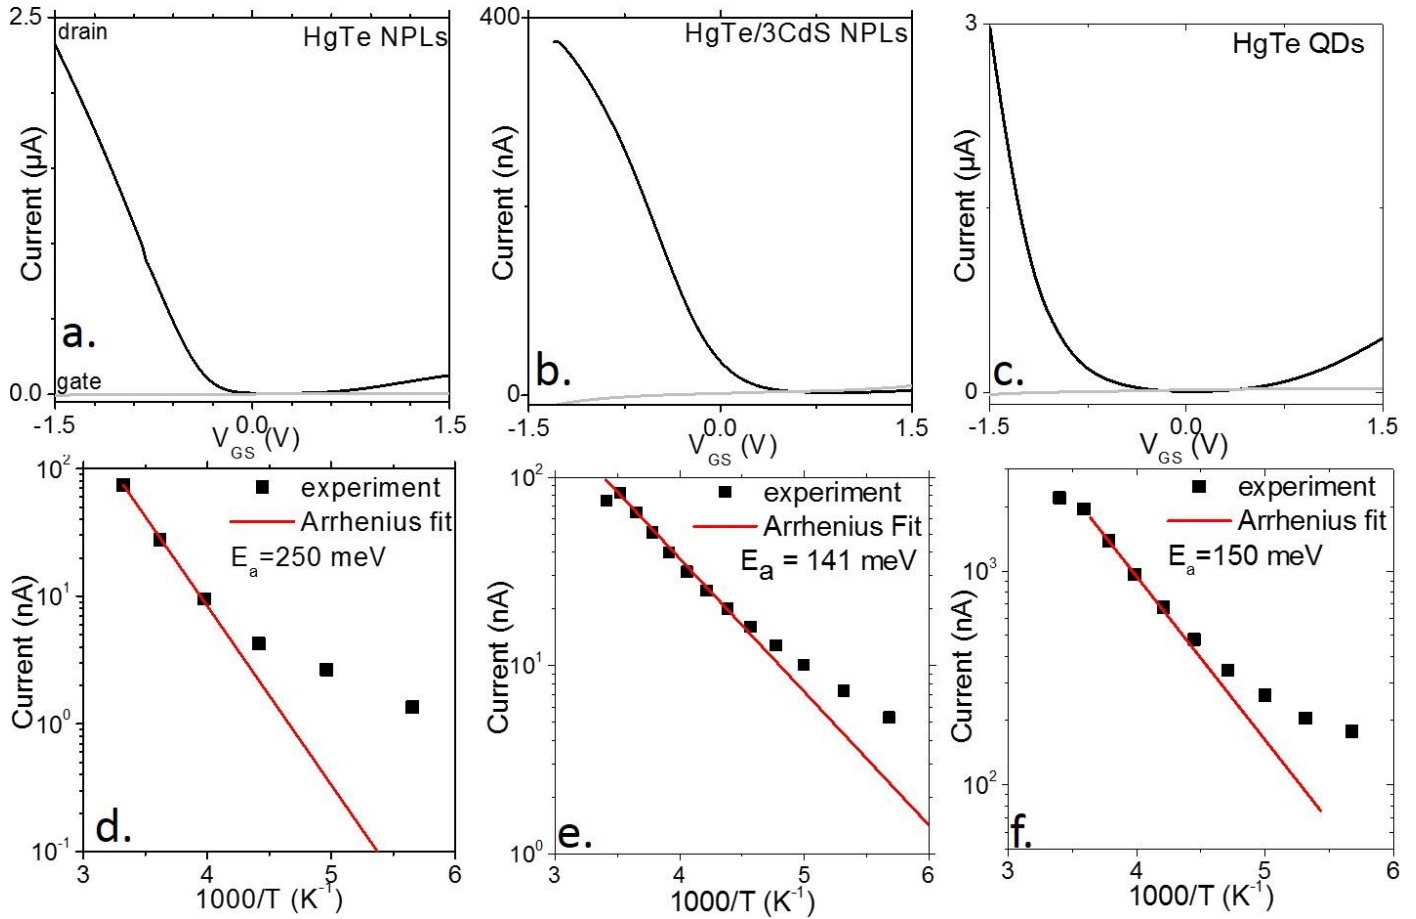 2.5
drain
HgTe NPLs
Current (µA)
a.
gate
0.0
-1.5 0.0 1.5
V_GS (V)
400
HgTe/3CdS NPLs
Current (nA)
b.
0
-1.5 0.0 1.5
V_GS (V)
3
HgTe QDs
Current (µA)
c.
0
-1.5 0.0 1.5
V_GS (V)
10^2
experiment
Arrhenius fit
E_a=250 meV
10^1
Current (nA)
10^0
d.
10^-1
3 4 5 6
1000/T (K^-1)
10^2
experiment
Arrhenius Fit
E_a = 141 meV
10^1
Current (nA)
e.
10^0
3 4 5 6
1000/T (K^-1)
experiment
Arrhenius fit
E_a=150 meV
10^3
Current (nA)
10^2
f.
3 4 5 6
1000/T (K^-1)